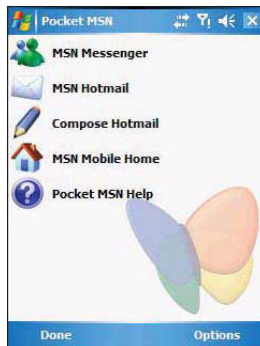 Pocket MSN
MSN Messenger
MSN Hotmail
Compose Hotmail
MSN Mobile Home
Pocket MSN Help
Done Options